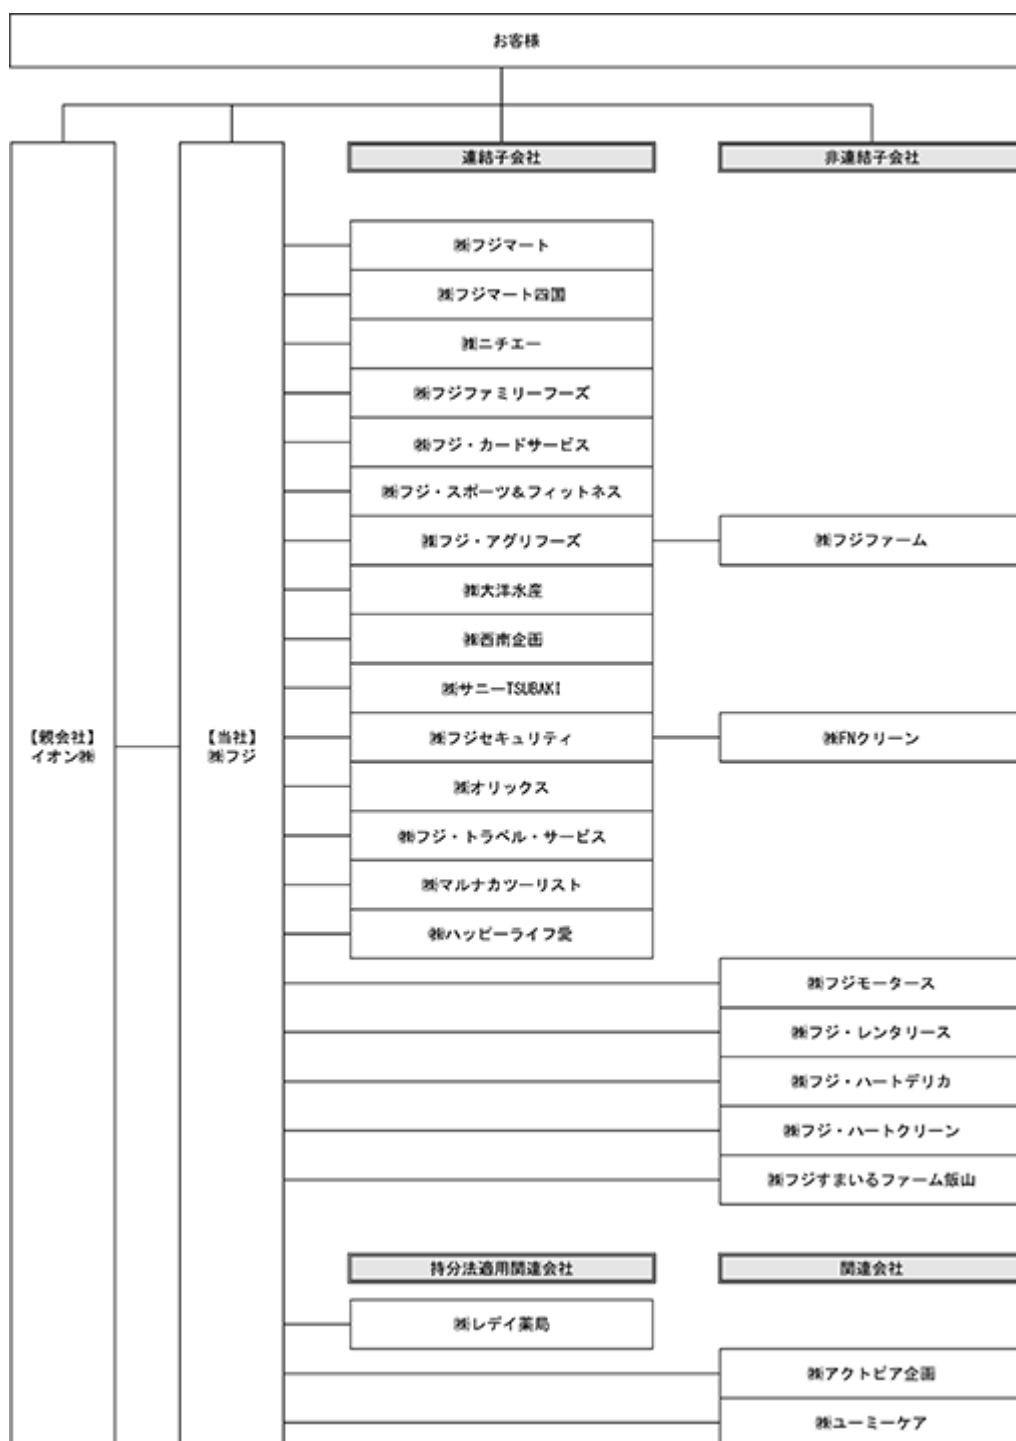 お客様
連結子会社
非連結子会社
㈱フジマート
㈱フジマート四国
㈱ニチエー
㈱フジファミリーフーズ
㈱フジ・カードサービス
㈱フジ・スポーツ&フィットネス
㈱フジ・アグリフーズ
㈱フジファーム
㈱大洋水産
㈱西南企画
㈱サニーTSUBAKI
【親会社】
イオン㈱
【当社】
㈱フジ
㈱フジセキュリティ
㈱FNクリーン
㈱オリックス
㈱フジ・トラベル・サービス
㈱マルナカツーリスト
㈱ハッピーライフ愛
㈱フジモータース
㈱フジ・レンタリース
㈱フジ・ハートデリカ
㈱フジ・ハートクリーン
㈱フジすまいるファーム飯山
持分法適用関連会社
関連会社
㈱レデイ薬局
㈱アクトピア企画
㈱ユーミーケア